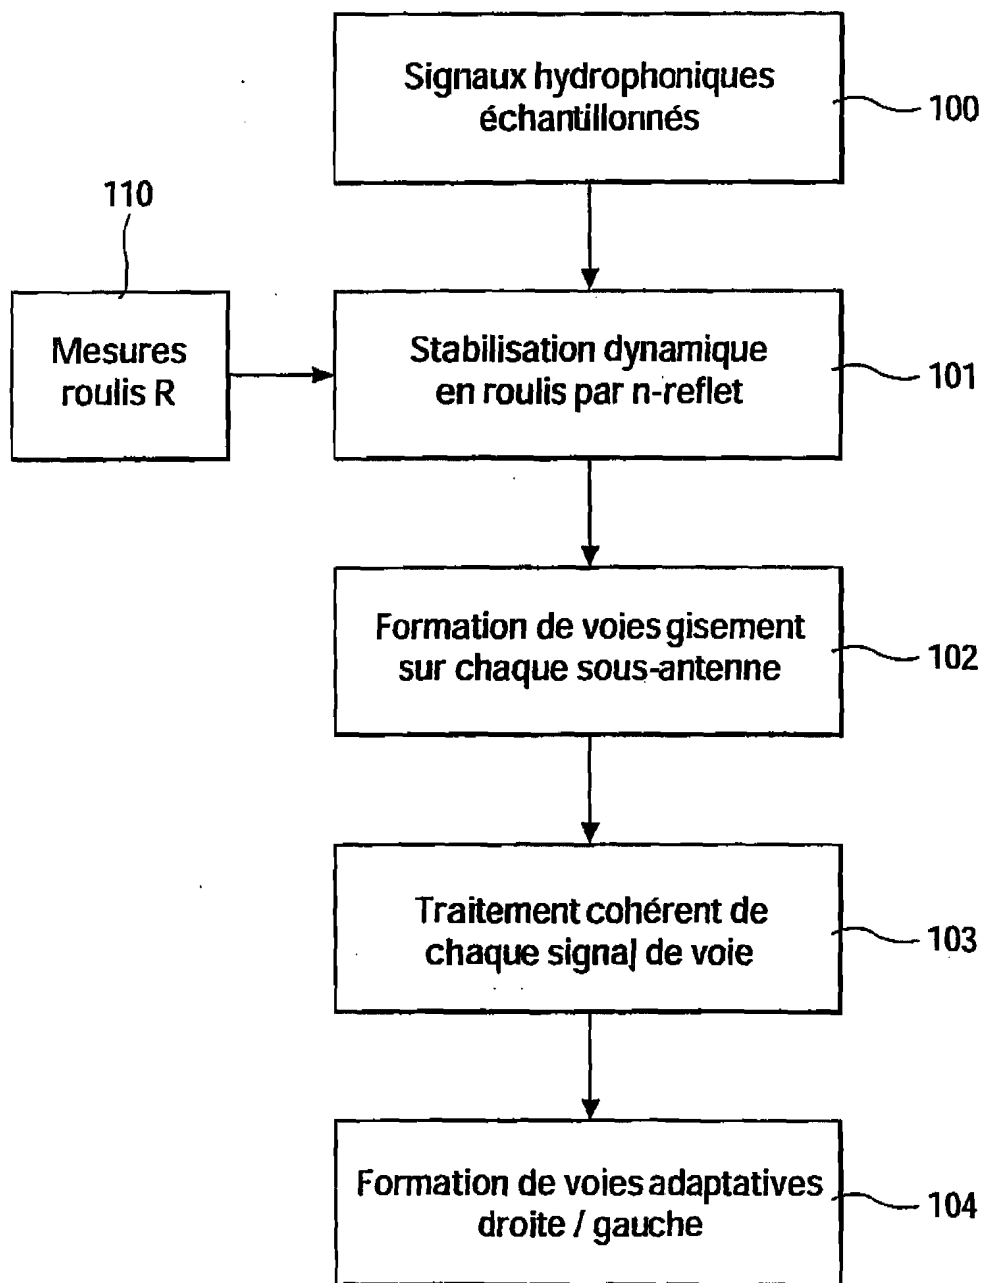 Signaux hydrophoniques
échantillonnés
100
110
Mesures
roulis R
Stabilisation dynamique
en roulis par n-reflet
101
Formation de voies gisement
sur chaque sous-antenne
102
Traitement cohérent de
chaque signal de voie
103
Formation de voies adaptatives
droite / gauche
104